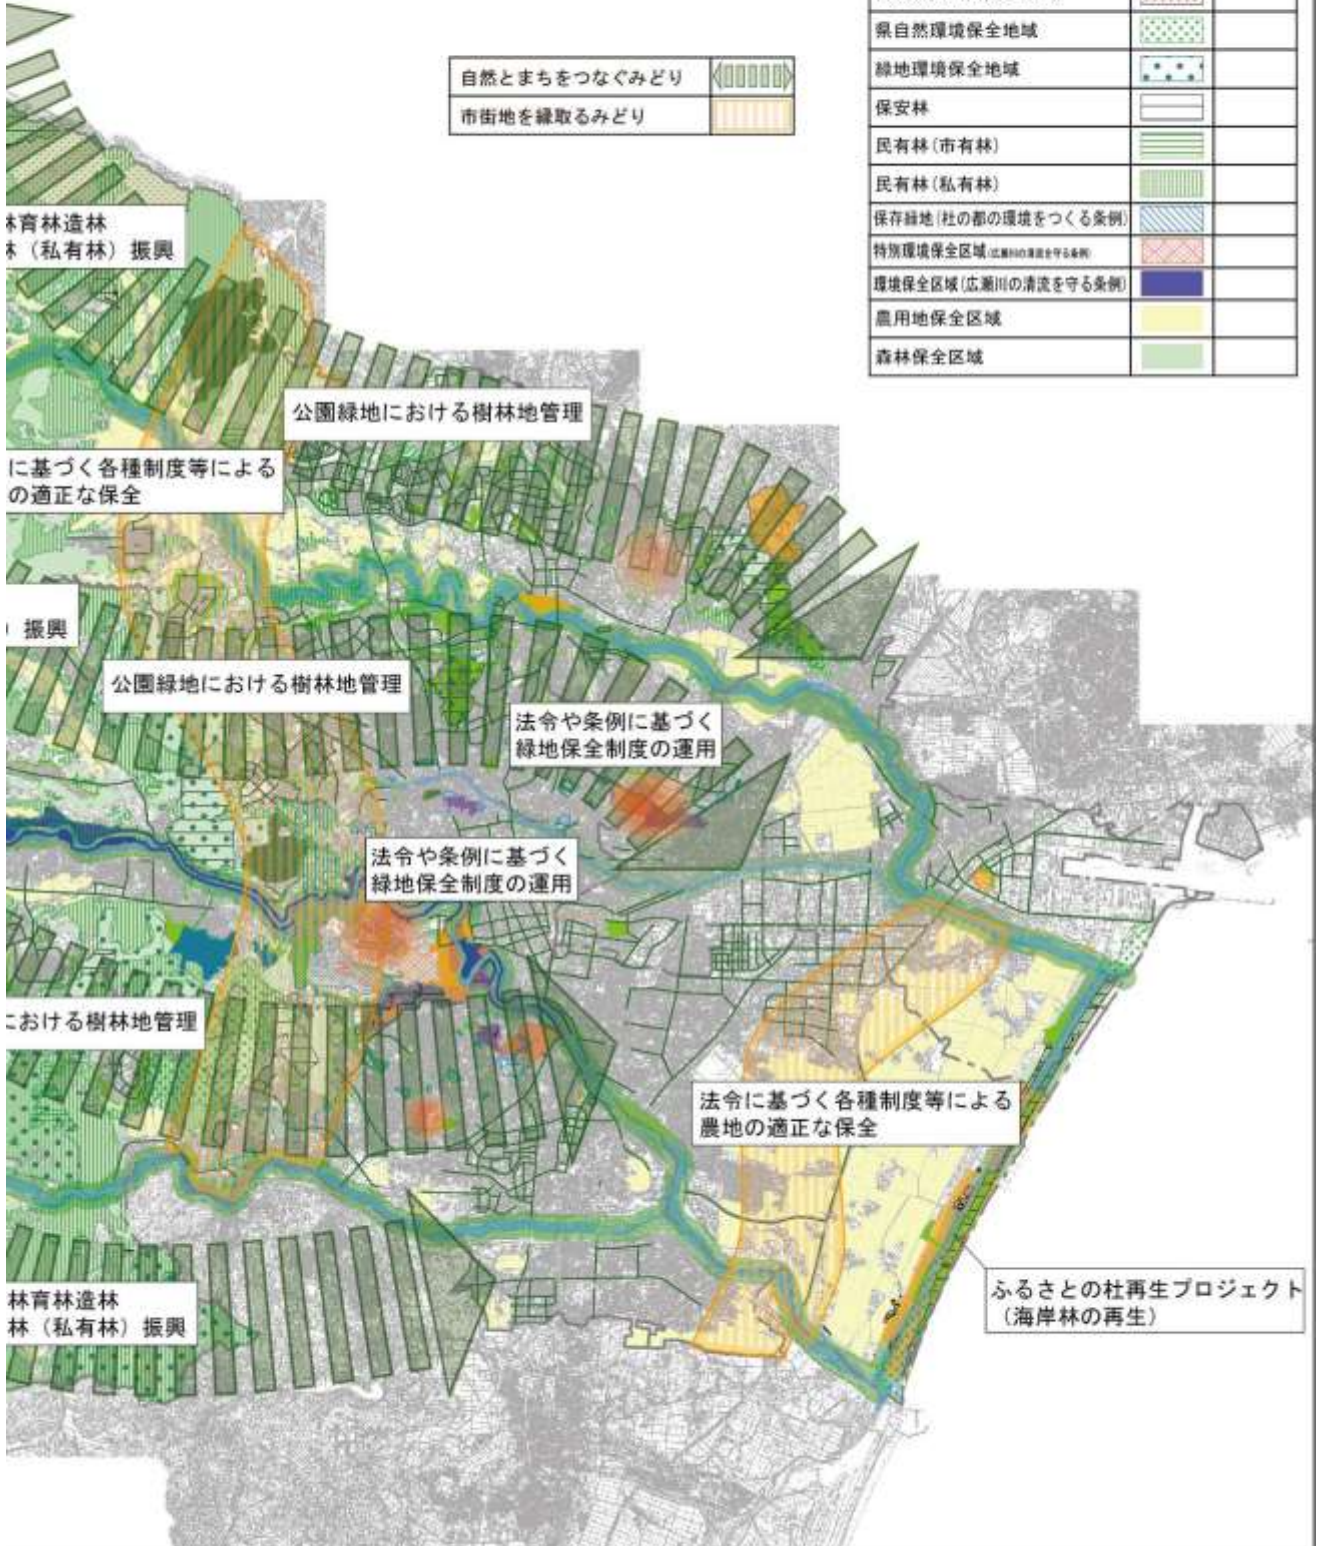 自然とまちをつなぐみどり
市街地を縁取るみどり
県自然環境保全地域
緑地環境保全地域
保安林
民有林(市有林)
民有林(私有林)
保存緑地(杜の都の環境をつくる条例)
特別環境保全区域(広瀬川の清流を守る条例)
環境保全区域(広瀬川の清流を守る条例)
農用地保全区域
森林保全区域
林育林造林
林（私有林）振興
公園緑地における樹林地管理
に基づく各種制度等による
の適正な保全
）振興
公園緑地における樹林地管理
法令や条例に基づく
緑地保全制度の運用
法令や条例に基づく
緑地保全制度の運用
における樹林地管理
法令に基づく各種制度等による
農地の適正な保全
ふるさとの杜再生プロジェクト
（海岸林の再生）
林育林造林
林（私有林）振興